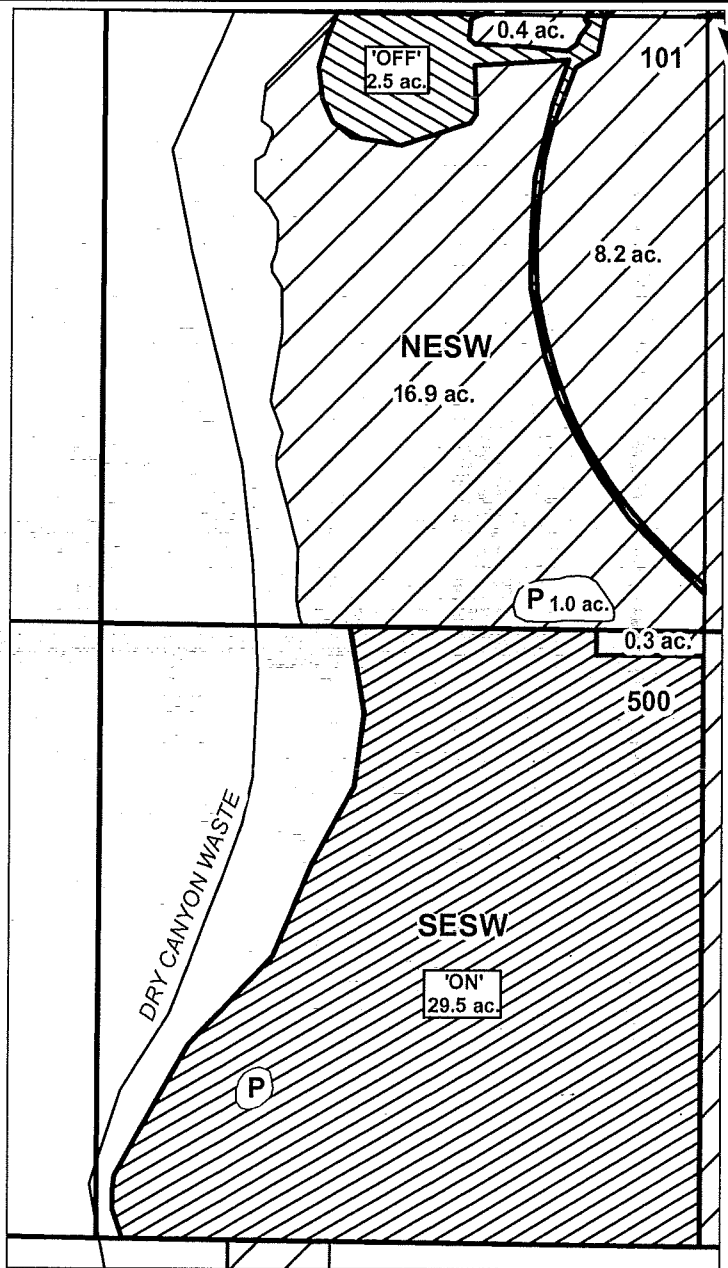 0.4 ac.
101
'OFF'
2.5 ac.
8.2 ac.
NESW
16.9 ac.
P 1.0 ac.
0.3 ac.
500
DRY CANYON WASTE
SESW
'ON'
29.5 ac.
P